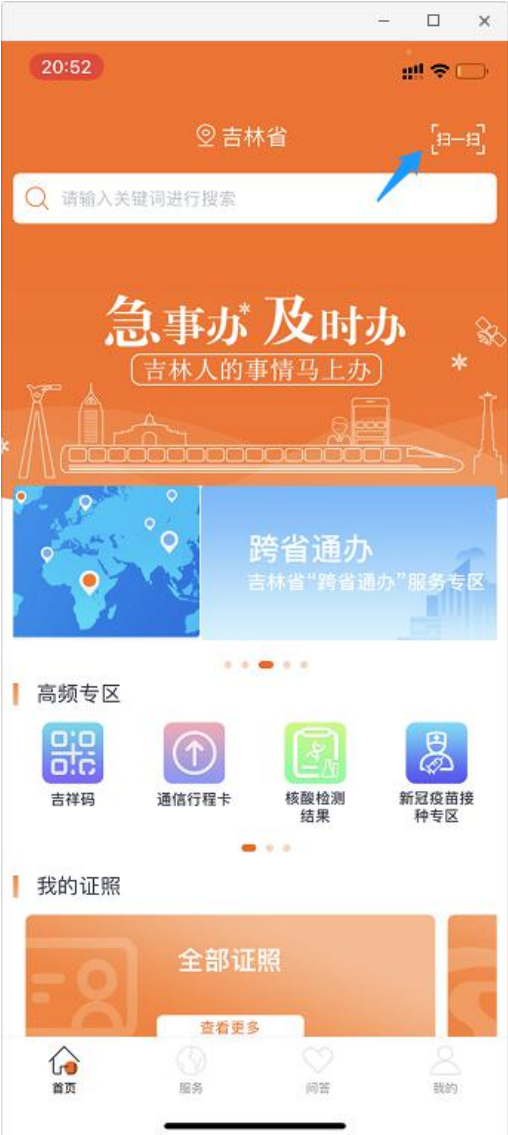 20:52
吉林省
扫一扫
请输入关键词进行搜索
急事办 及时办
吉林人的事情马上办
跨省通办
吉林省“跨省通办”服务专区
高频专区
吉祥码
通信行程卡
核酸检测
结果
新冠疫苗接
种专区
我的证照
全部证照
查看更多
首页
服务
问答
我的